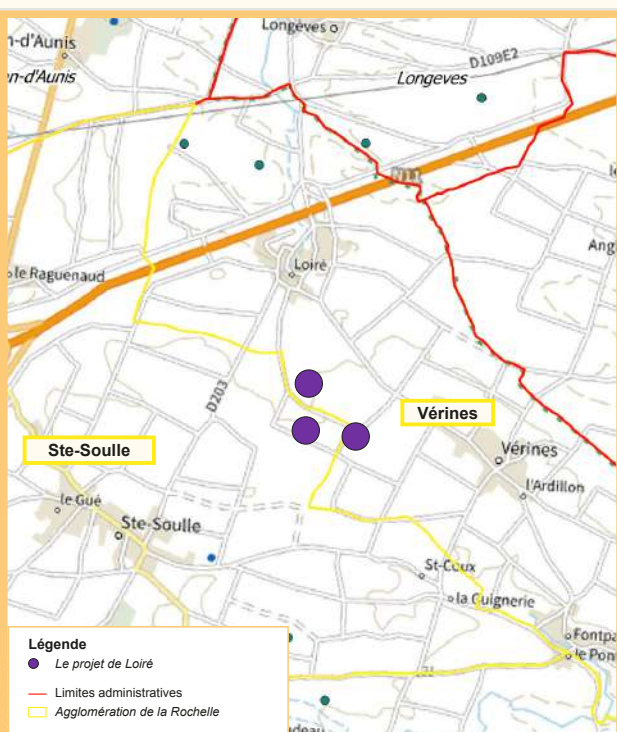 Longèves
n-d'Aunis
n-d'Aunis
D109E2
Longeves
N11
Loiré
le Raguenaud
Ang
D203
Vérines
Ste-Soulle
Vérines
le Gué
l'Ardillon
Ste-Soulle
St-Coux
la Guignerie
Fontpa
le Pon
Légende
Le projet de Loiré
Limites administratives
Agglomération de la Rochelle